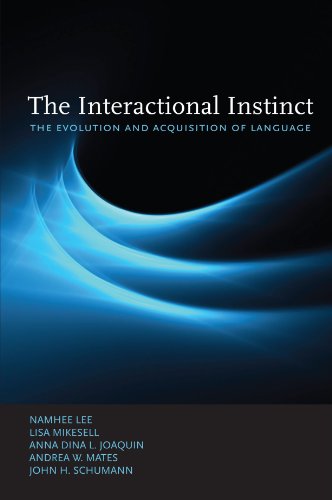 The Interactional Instinct
THE EVOLUTION AND ACQUISITION OF LANGUAGE
NAMHEE LEE
LISA MIKESELL
ANNA DINA L. JOAQUIN
ANDREA W. MATES
JOHN H. SCHUMANN